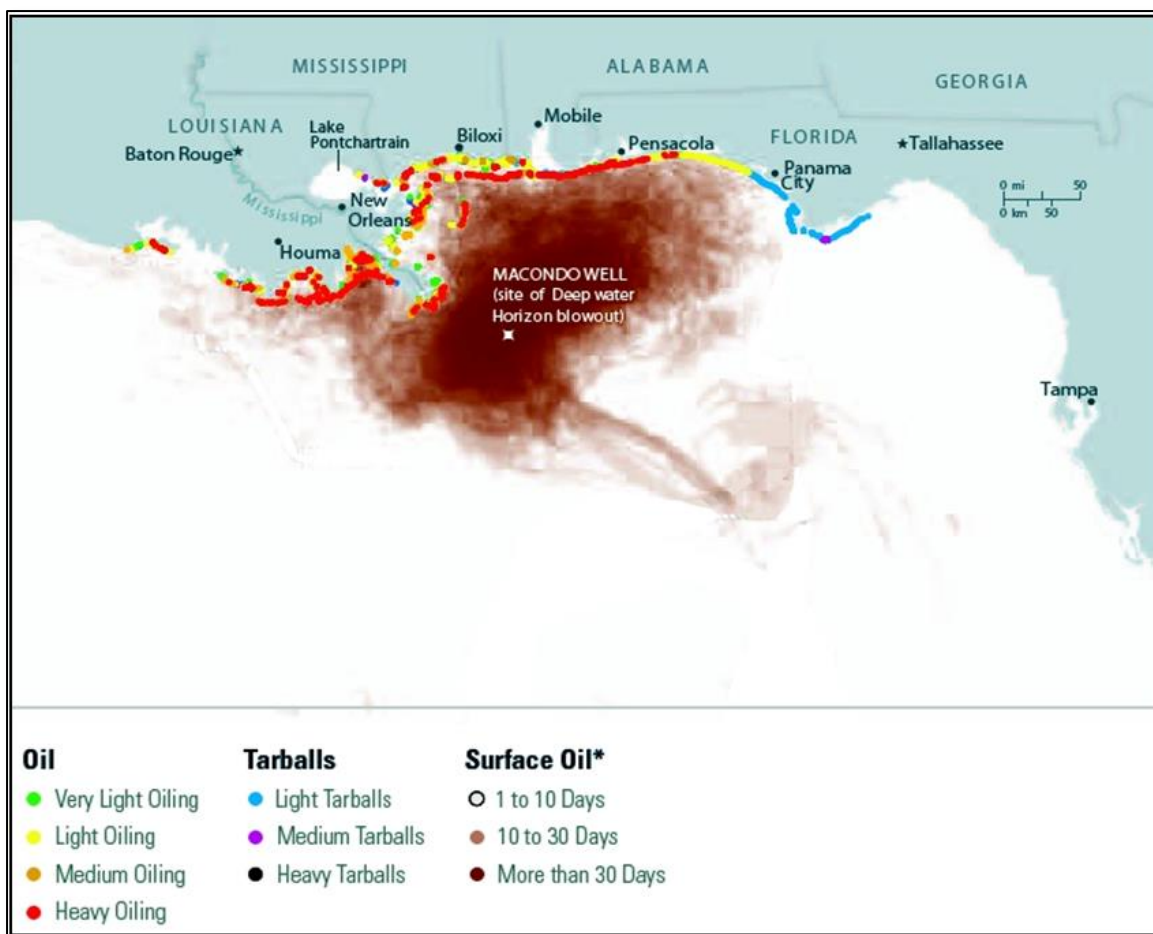 MISSISSIPPI
ALABAMA
GEORGIA
LOUISIANA
Lake
Pontchartrain
Biloxi
Mobile
Pensacola
FLORIDA
Tallahassee
Baton Rouge
Panama
City
Mississippi
New
Orleans
0 mi 50
0 km 50
Houma
MACONDO WELL
(site of Deep water
Horizon blowout)
Tampa
Oil
Very Light Oiling
Light Oiling
Medium Oiling
Heavy Oiling
Tarballs
Light Tarballs
Medium Tarballs
Heavy Tarballs
Surface Oil*
1 to 10 Days
10 to 30 Days
More than 30 Days